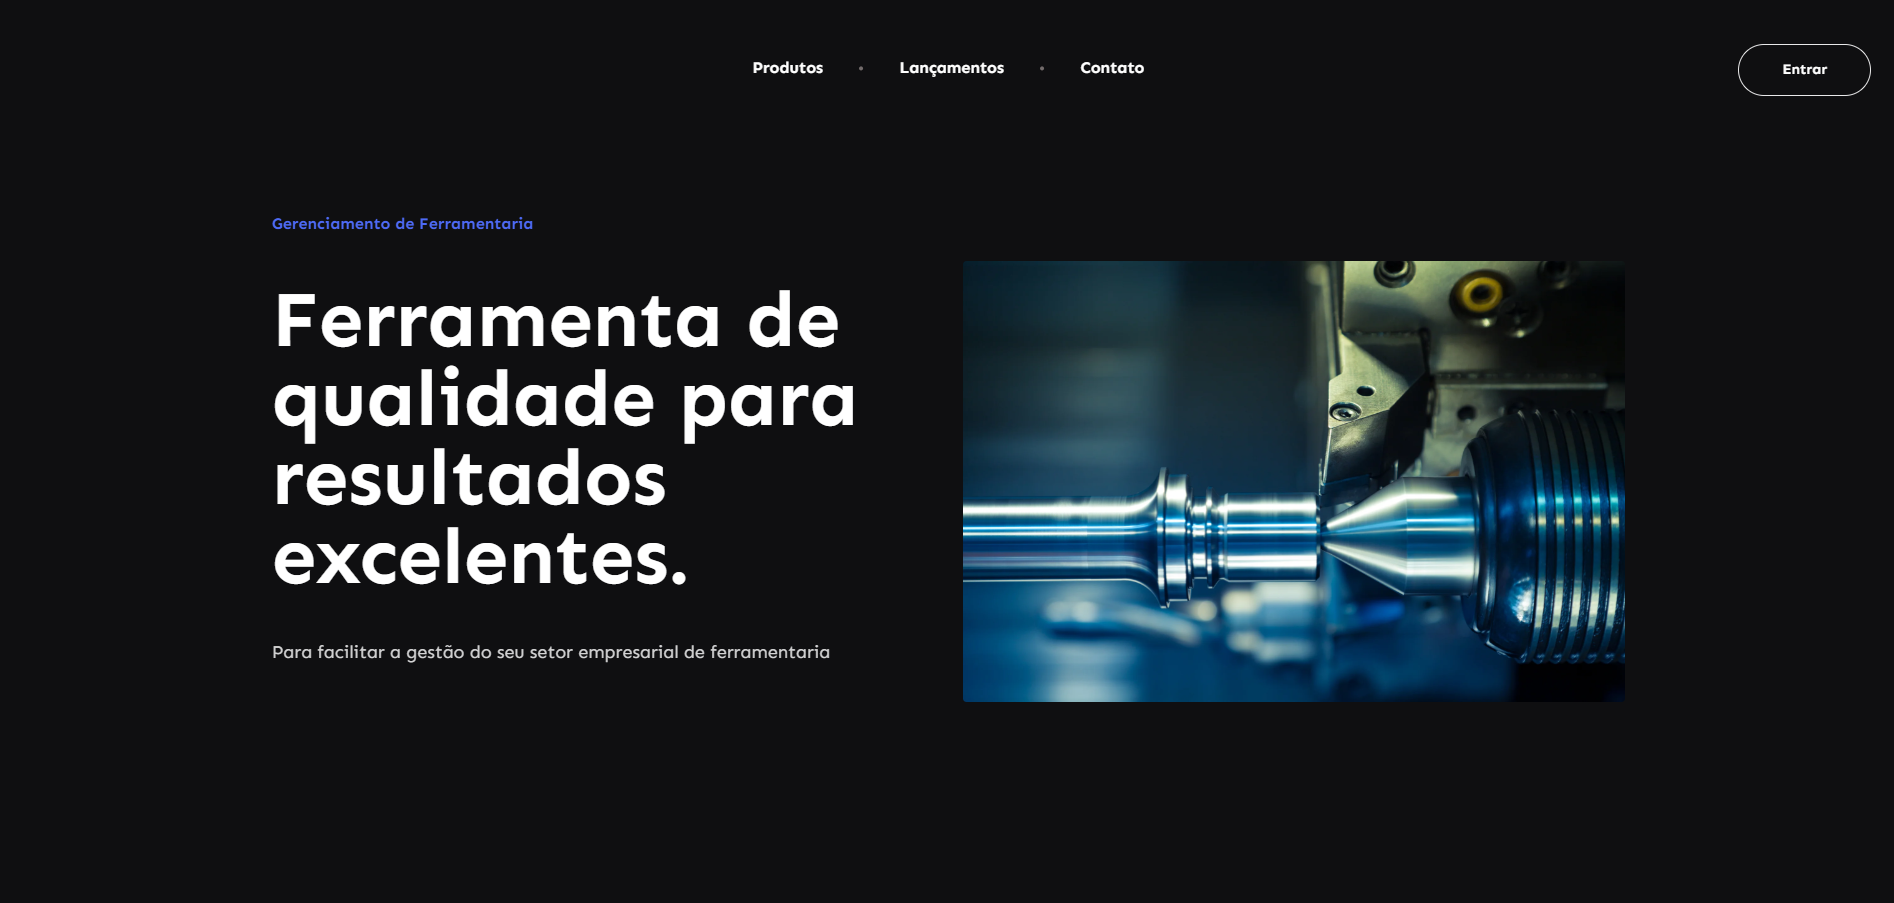 Produtos • Lançamentos • Contato
Entrar
Gerenciamento de Ferramentaria
Ferramenta de
qualidade para
resultados
excelentes.
Para facilitar a gestão do seu setor empresarial de ferramentaria